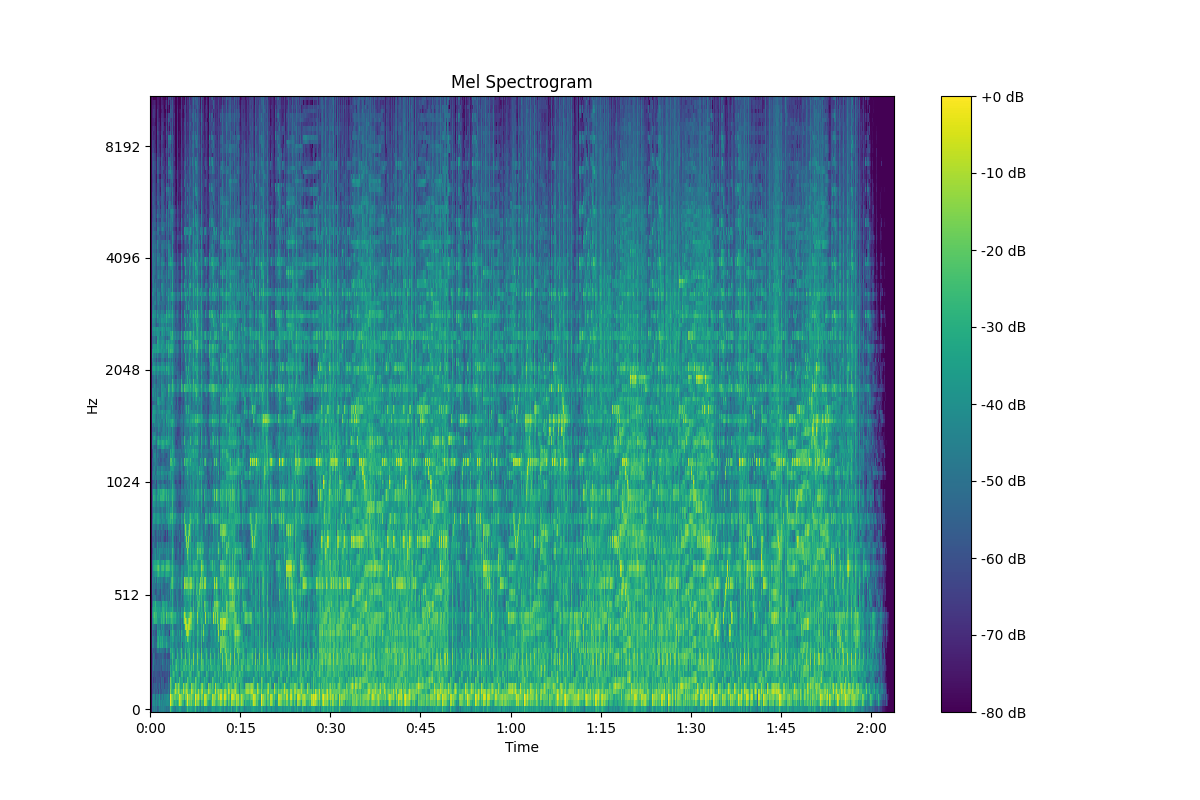 Mel Spectrogram
Hz
8192
4096
2048
1024
512
0
0:00
0:15
0:30
0:45
1:00
1:15
1:30
1:45
2:00
Time
+0 dB
-10 dB
-20 dB
-30 dB
-40 dB
-50 dB
-60 dB
-70 dB
-80 dB